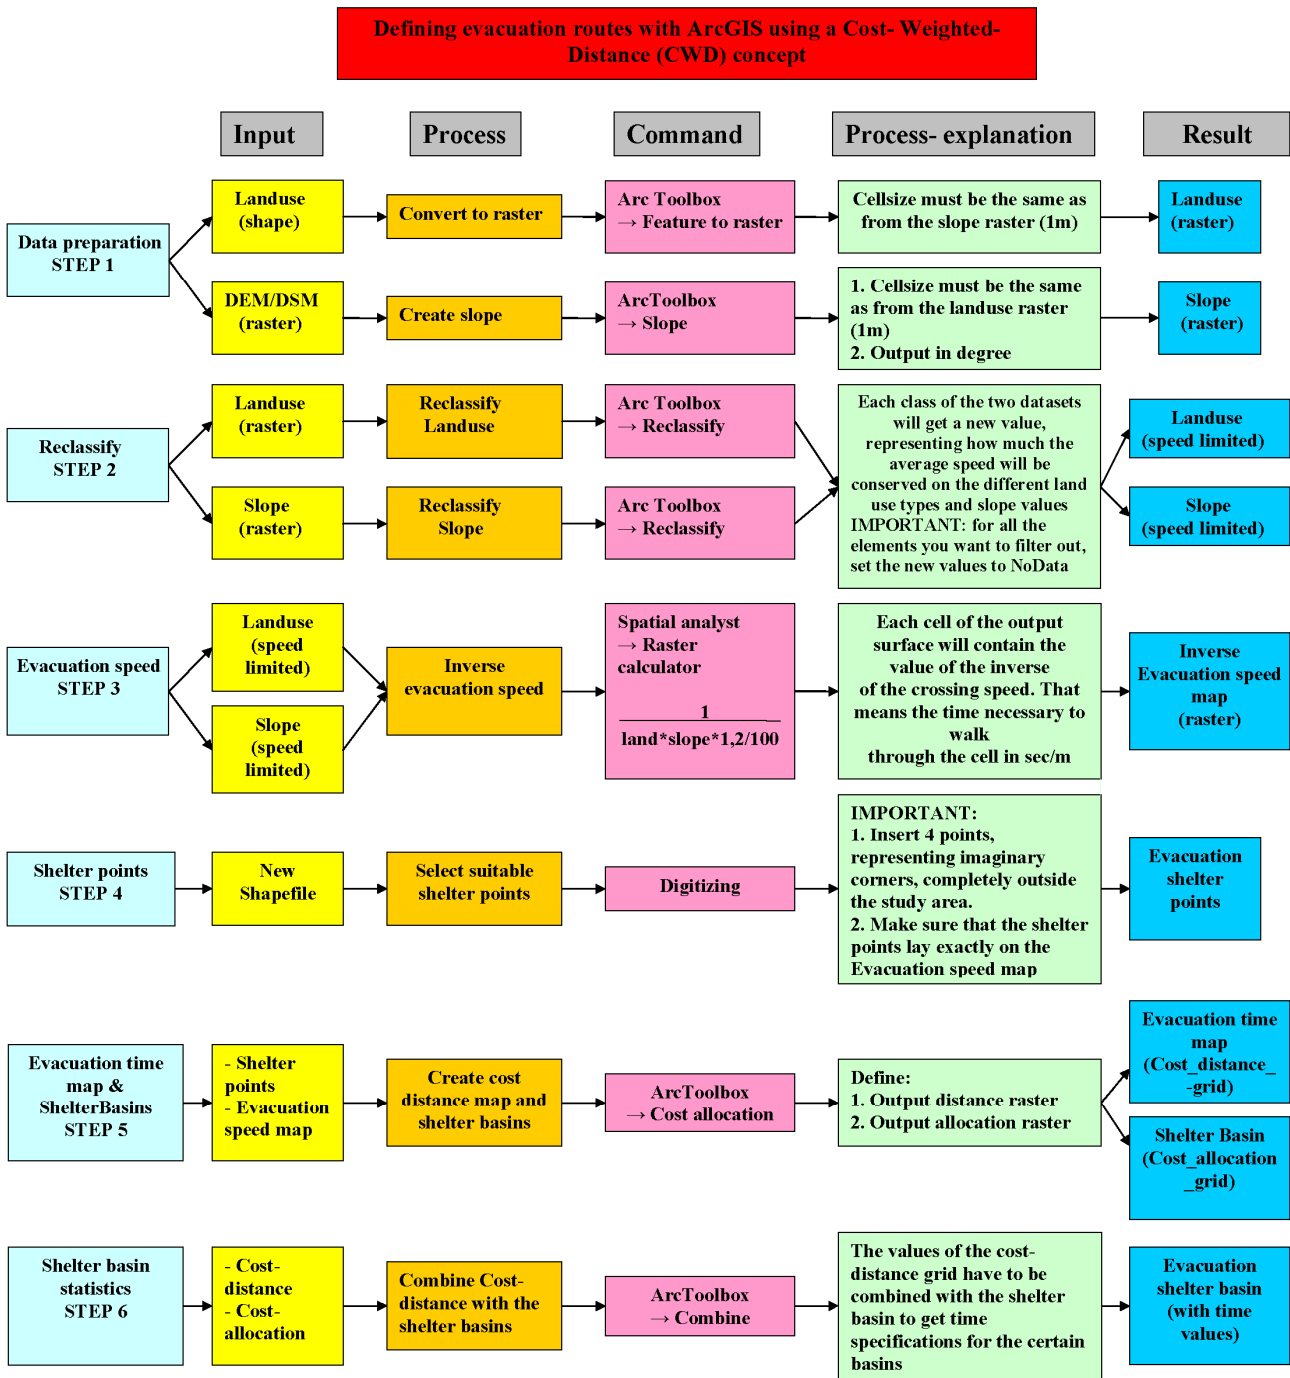 Defining evacuation routes with ArcGIS using a Cost- Weighted-
Distance (CWD) concept
Input
Process
Command
Process- explanation
Result
Data preparation
STEP 1
Landuse
(shape)
Convert to raster
Arc Toolbox
→ Feature to raster
Cellsize must be the same as
from the slope raster (1m)
Landuse
(raster)
DEM/DSM
(raster)
Create slope
ArcToolbox
→ Slope
1. Cellsize must be the same
as from the landuse raster
(1m)
2. Output in degree
Slope
(raster)
Reclassify
STEP 2
Landuse
(raster)
Reclassify
Landuse
Arc Toolbox
→ Reclassify
Slope
(raster)
Reclassify
Slope
Arc Toolbox
→ Reclassify
Each class of the two datasets
will get a new value,
representing how much the
average speed will be
conserved on the different land
use types and slope values
IMPORTANT: for all the
elements you want to filter out,
set the new values to NoData
Landuse
(speed limited)
Slope
(speed limited)
Evacuation speed
STEP 3
Landuse
(speed
limited)
Slope
(speed
limited)
Inverse
evacuation speed
Spatial analyst
→ Raster
calculator
1
land*slope*1,2/100
Each cell of the output
surface will contain the
value of the inverse
of the crossing speed. That
means the time necessary to
walk
through the cell in sec/m
Inverse
Evacuation speed
map
(raster)
Shelter points
STEP 4
New
Shapefile
Select suitable
shelter points
Digitizing
IMPORTANT:
1. Insert 4 points,
representing imaginary
corners, completely outside
the study area.
2. Make sure that the shelter
points lay exactly on the
Evacuation speed map
Evacuation
shelter
points
Evacuation time
map &
ShelterBasins
STEP 5
- Shelter
points
- Evacuation
speed map
Create cost
distance map and
shelter basins
ArcToolbox
→ Cost allocation
Define:
1. Output distance raster
2. Output allocation raster
Evacuation time
map
(Cost_distance_
-grid)
Shelter Basin
(Cost_allocation
_grid)
Shelter basin
statistics
STEP 6
- Cost-
distance
- Cost-
allocation
Combine Cost-
distance with the
shelter basins
ArcToolbox
→ Combine
The values of the cost-
distance grid have to be
combined with the shelter
basin to get time
specifications for the certain
basins
Evacuation
shelter basin
(with time
values)